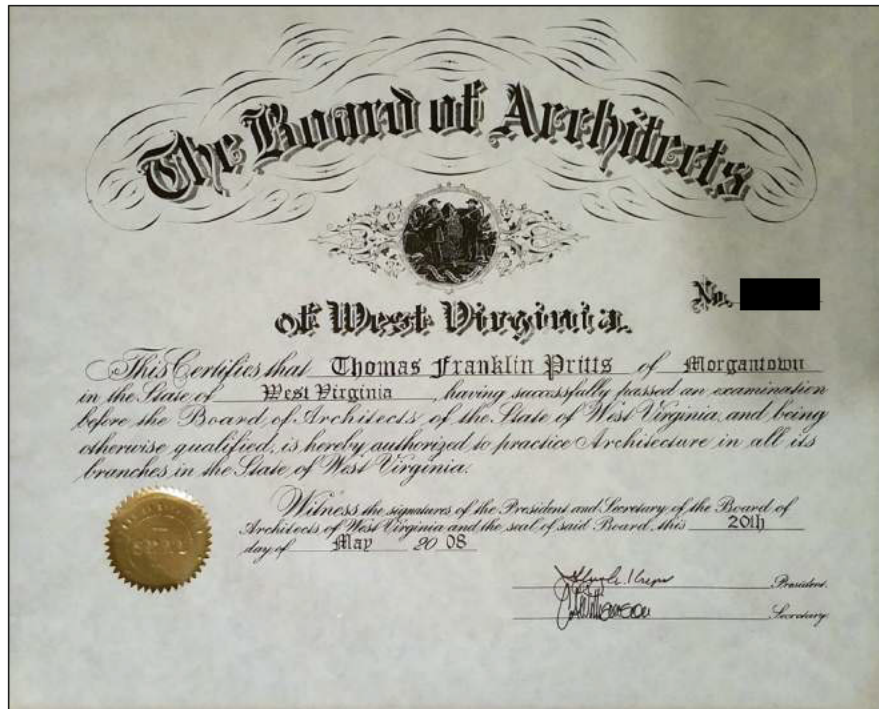 The Board of Architects
of West Virginia.
No.
This Certifies that Thomas Franklin Pritts of Morgantown
in the State of West Virginia, having successfully passed an examination
before the Board of Architects of the State of West Virginia, and being
otherwise qualified, is hereby authorized to practice Architecture in all its
branches in the State of West Virginia.
Witness the signatures of the President and Secretary of the Board of
Architects of West Virginia and the seal of said Board, this 20th
day of May 20 08
President.
Secretary.
SEAL